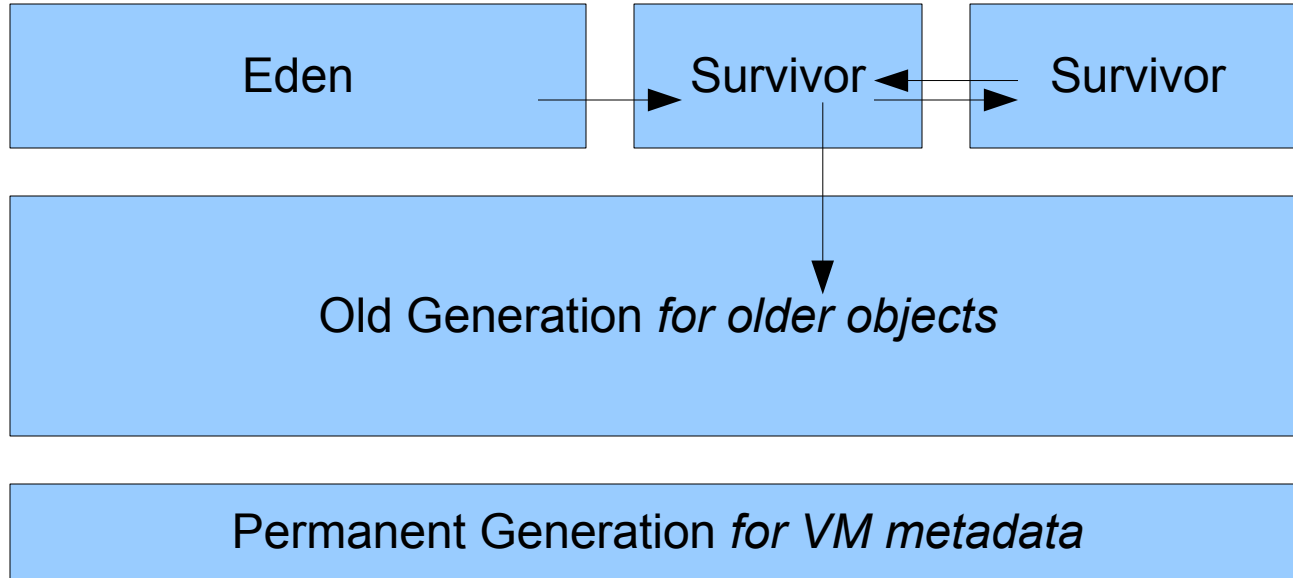 Eden
Survivor
Survivor
Old Generation for older objects
Permanent Generation for VM metadata